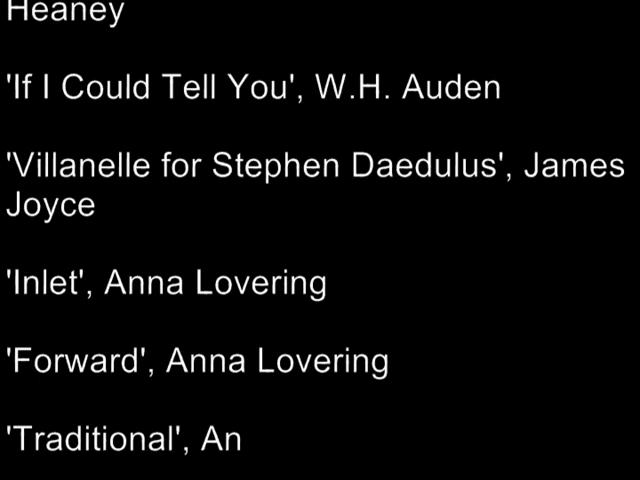 Heaney
'If I Could Tell You', W.H. Auden
'Villanelle for Stephen Daedulus', James
Joyce
'Inlet', Anna Lovering
'Forward', Anna Lovering
'Traditional', An